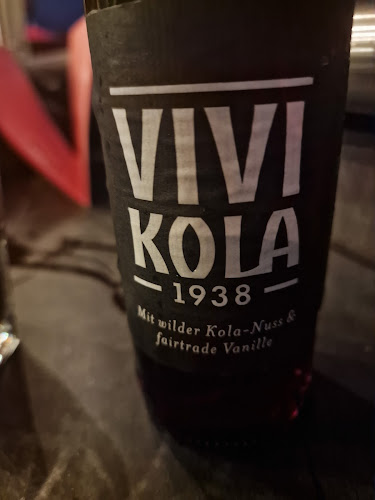 VIVI
KOLA
1938
Mit wilder Kola-Nuss &
fairtrade Vanille